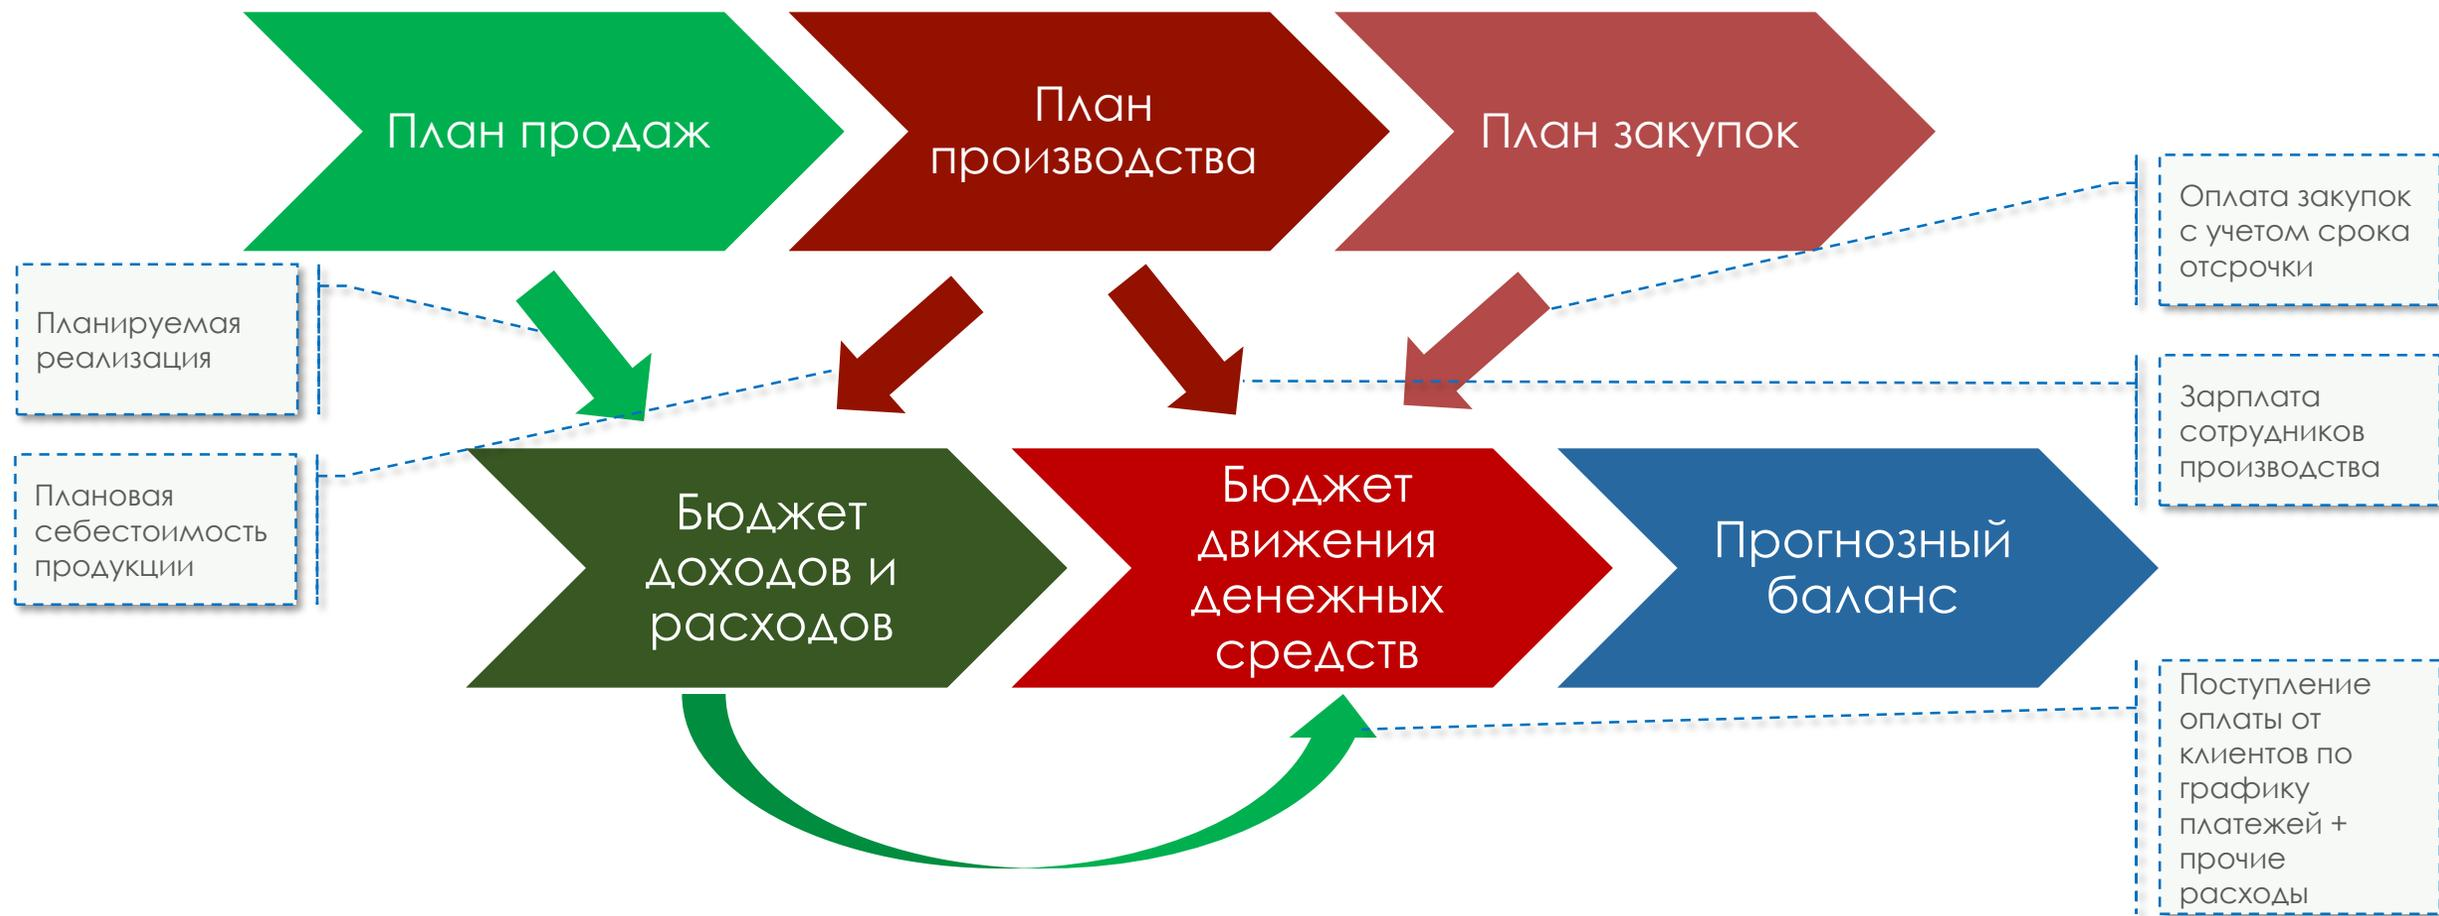 План продаж
План
производства
План закупок
Оплата закупок
с учетом срока
отсрочки
Планируемая
реализация
Зарплата
сотрудников
производства
Плановая
себестоимость
продукции
Бюджет
доходов и
расходов
Бюджет
движения
денежных
средств
Прогнозный
баланс
Поступление
оплаты от
клиентов по
графику
платежей +
прочие
расходы